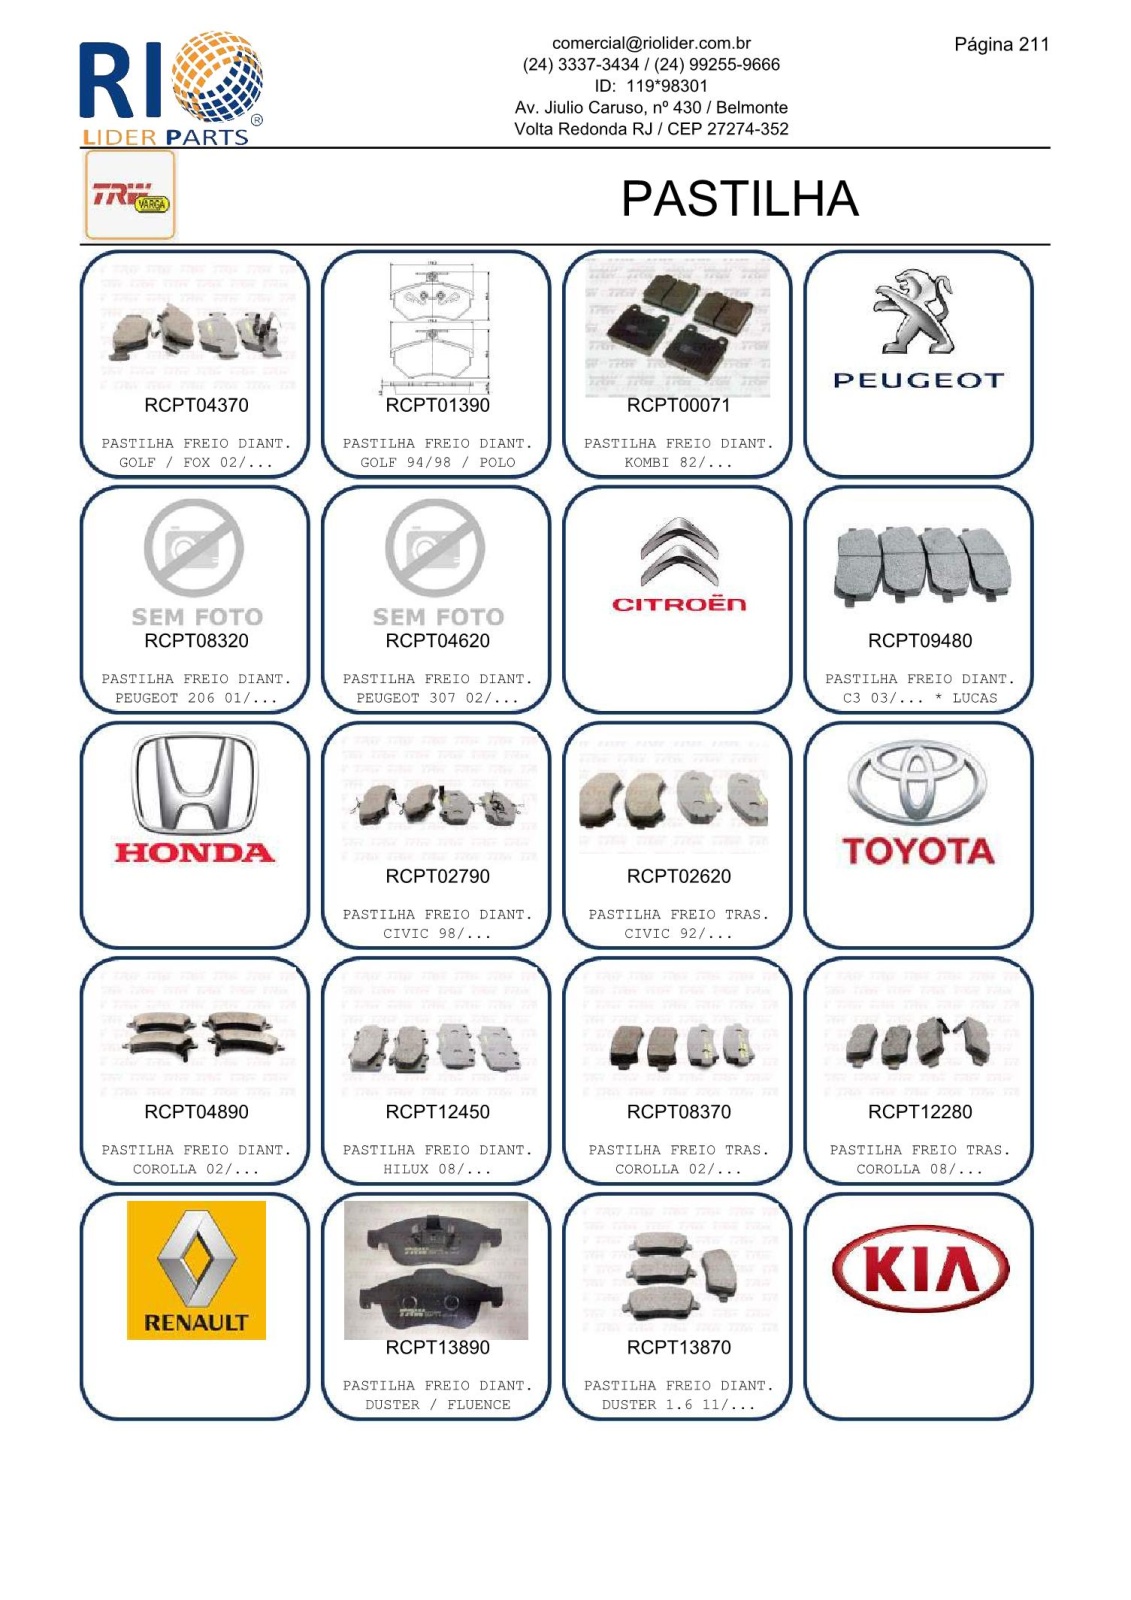 RIO
LIDER PARTS
®
comercial@riolider.com.br
(24) 3337-3434 / (24) 99255-9666
ID:  119*98301
Av. Jiulio Caruso, nº 430 / Belmonte
Volta Redonda RJ / CEP 27274-352
Página 211
TRW
VARGA
PASTILHA
RCPT04370
PASTILHA FREIO DIANT.
GOLF / FOX 02/...
RCPT01390
PASTILHA FREIO DIANT.
GOLF 94/98 / POLO
RCPT00071
PASTILHA FREIO DIANT.
KOMBI 82/...
PEUGEOT
SEM FOTO
RCPT08320
PASTILHA FREIO DIANT.
PEUGEOT 206 01/...
SEM FOTO
RCPT04620
PASTILHA FREIO DIANT.
PEUGEOT 307 02/...
CITROËN
RCPT09480
PASTILHA FREIO DIANT.
C3 03/... * LUCAS
HONDA
RCPT02790
PASTILHA FREIO DIANT.
CIVIC 98/...
RCPT02620
PASTILHA FREIO TRAS.
CIVIC 92/...
TOYOTA
RCPT04890
PASTILHA FREIO DIANT.
COROLLA 02/...
RCPT12450
PASTILHA FREIO DIANT.
HILUX 08/...
RCPT08370
PASTILHA FREIO TRAS.
COROLLA 02/...
RCPT12280
PASTILHA FREIO TRAS.
COROLLA 08/...
RENAULT
RCPT13890
PASTILHA FREIO DIANT.
DUSTER / FLUENCE
RCPT13870
PASTILHA FREIO DIANT.
DUSTER 1.6 11/...
KIA